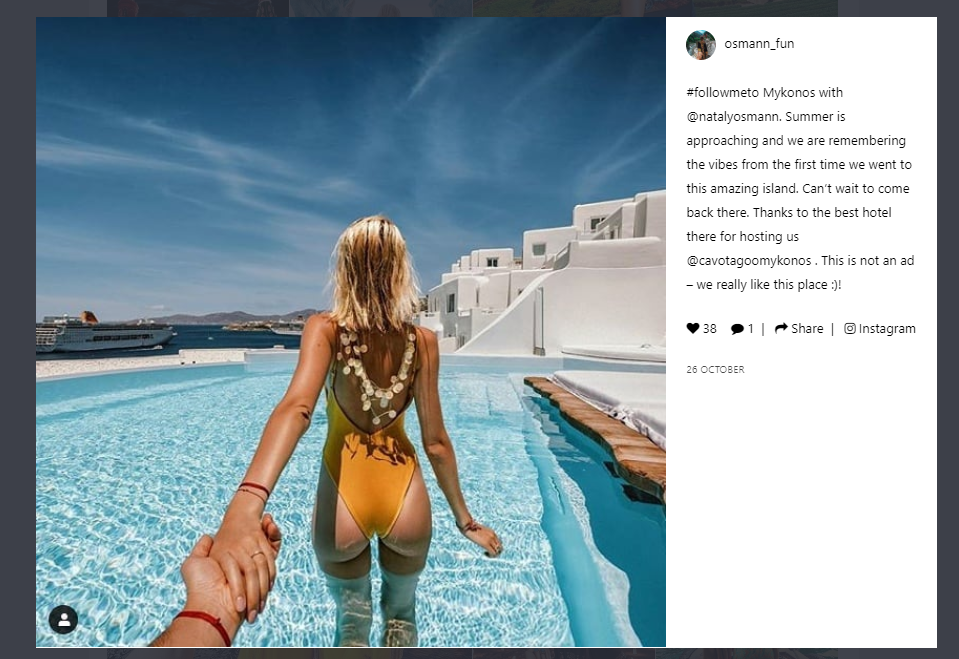 osmann_fun
#followmeto Mykonos with
@natalyosmann. Summer is
approaching and we are remembering
the vibes from the first time we went to
this amazing island. Can't wait to come
back there. Thanks to the best hotel
there for hosting us
@cavotagoomykonos . This is not an ad
– we really like this place :)!
38 1 | Share | Instagram
26 OCTOBER